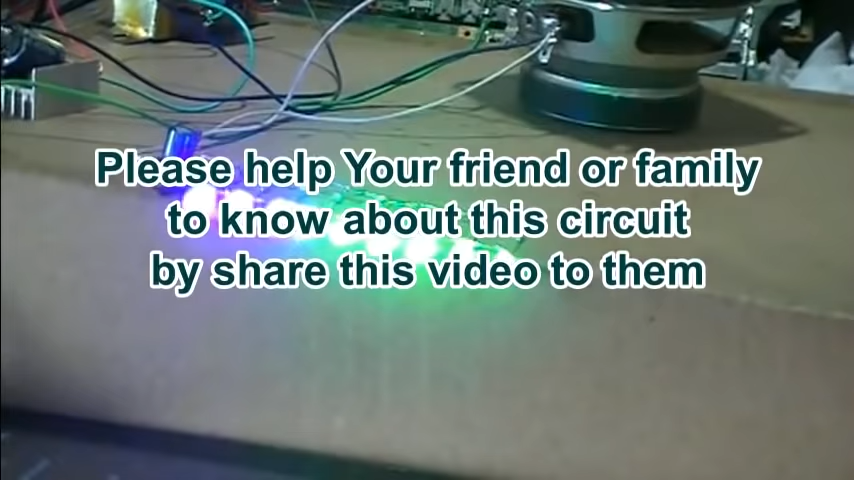 Please help Your friend or family
to know about this circuit
by share this video to them